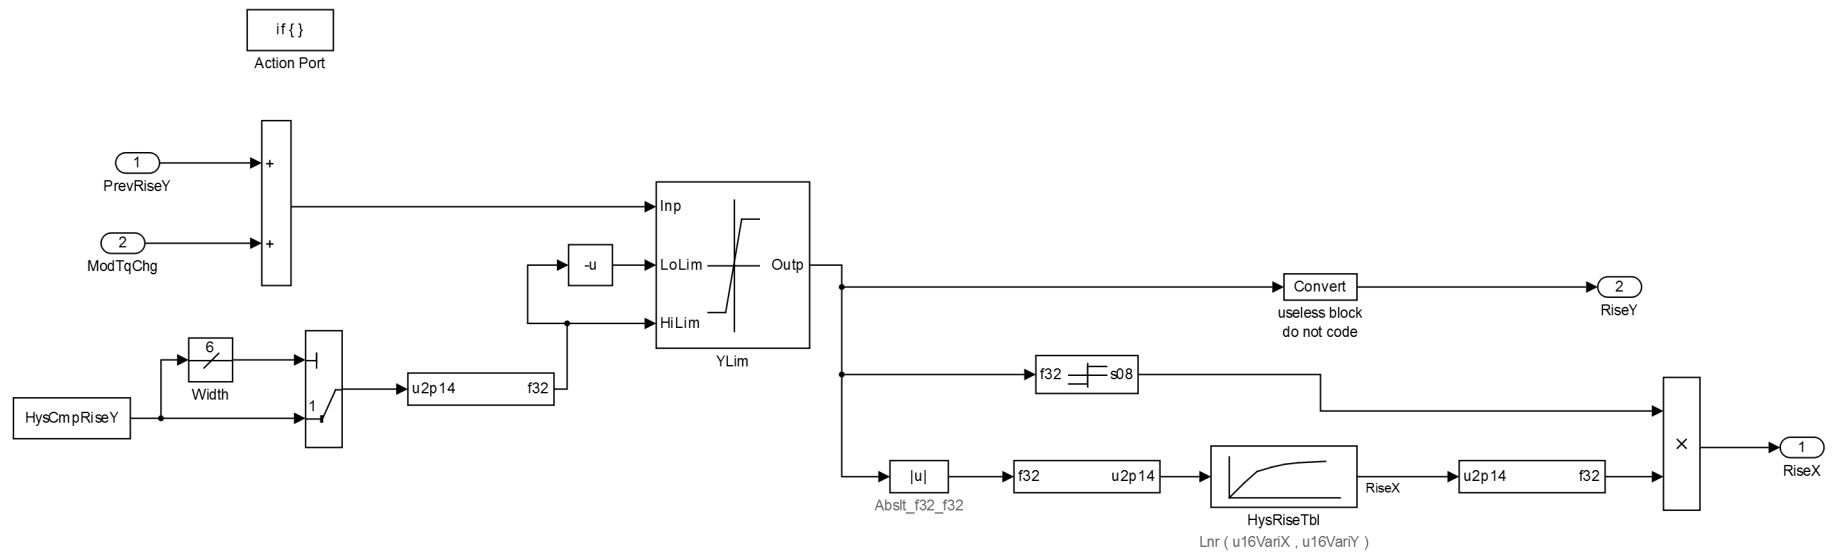 if { }
Action Port
1
PrevRiseY
2
ModTqChg
+
+
6
Width
HysCmpRiseY
1
u2p14 f32
-u
Inp
LoLim
HiLim
Outp
YLim
Convert
useless block
do not code
2
RiseY
f32 s08
|u|
Abslt_f32_f32
f32 u2p14
HysRiseTbl
Lnr ( u16VariX , u16VariY )
RiseX
u2p14 f32
×
1
RiseX